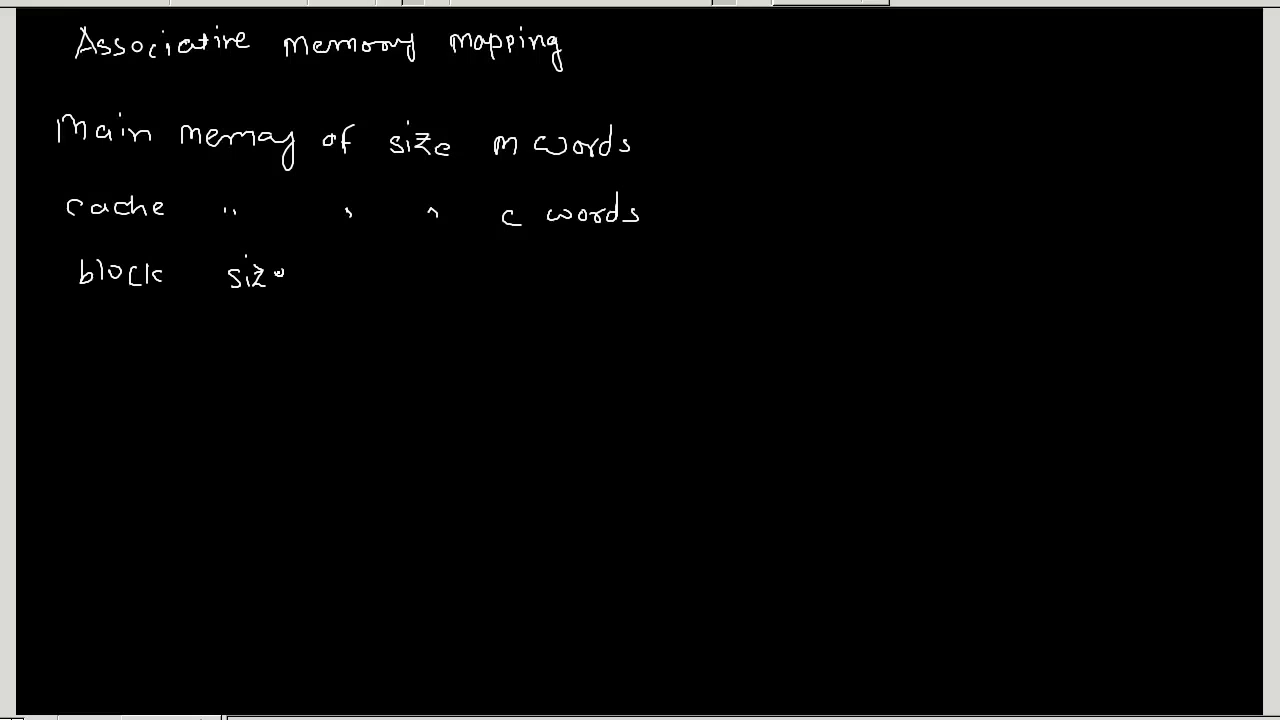 Associative memory mapping
Main memory of size m words
cache " " " c words
block size